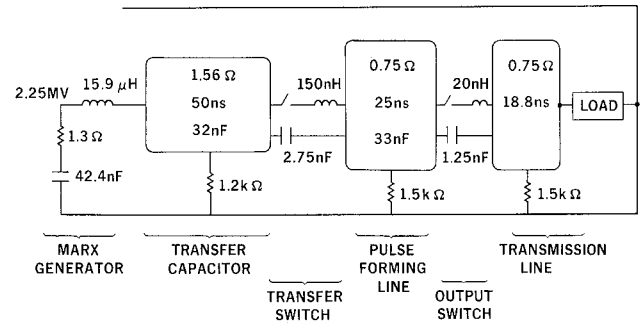 2.25MV
15.9 μH
1.3Ω
42.4nF
1.56 Ω
50ns
32nF
1.2k Ω
150nH
2.75nF
0.75 Ω
25ns
33nF
1.5k Ω
20nH
1.25nF
0.75 Ω
18.8ns
1.5k Ω
LOAD
MARX
GENERATOR
TRANSFER
CAPACITOR
TRANSFER
SWITCH
PULSE
FORMING
LINE
OUTPUT
SWITCH
TRANSMISSION
LINE